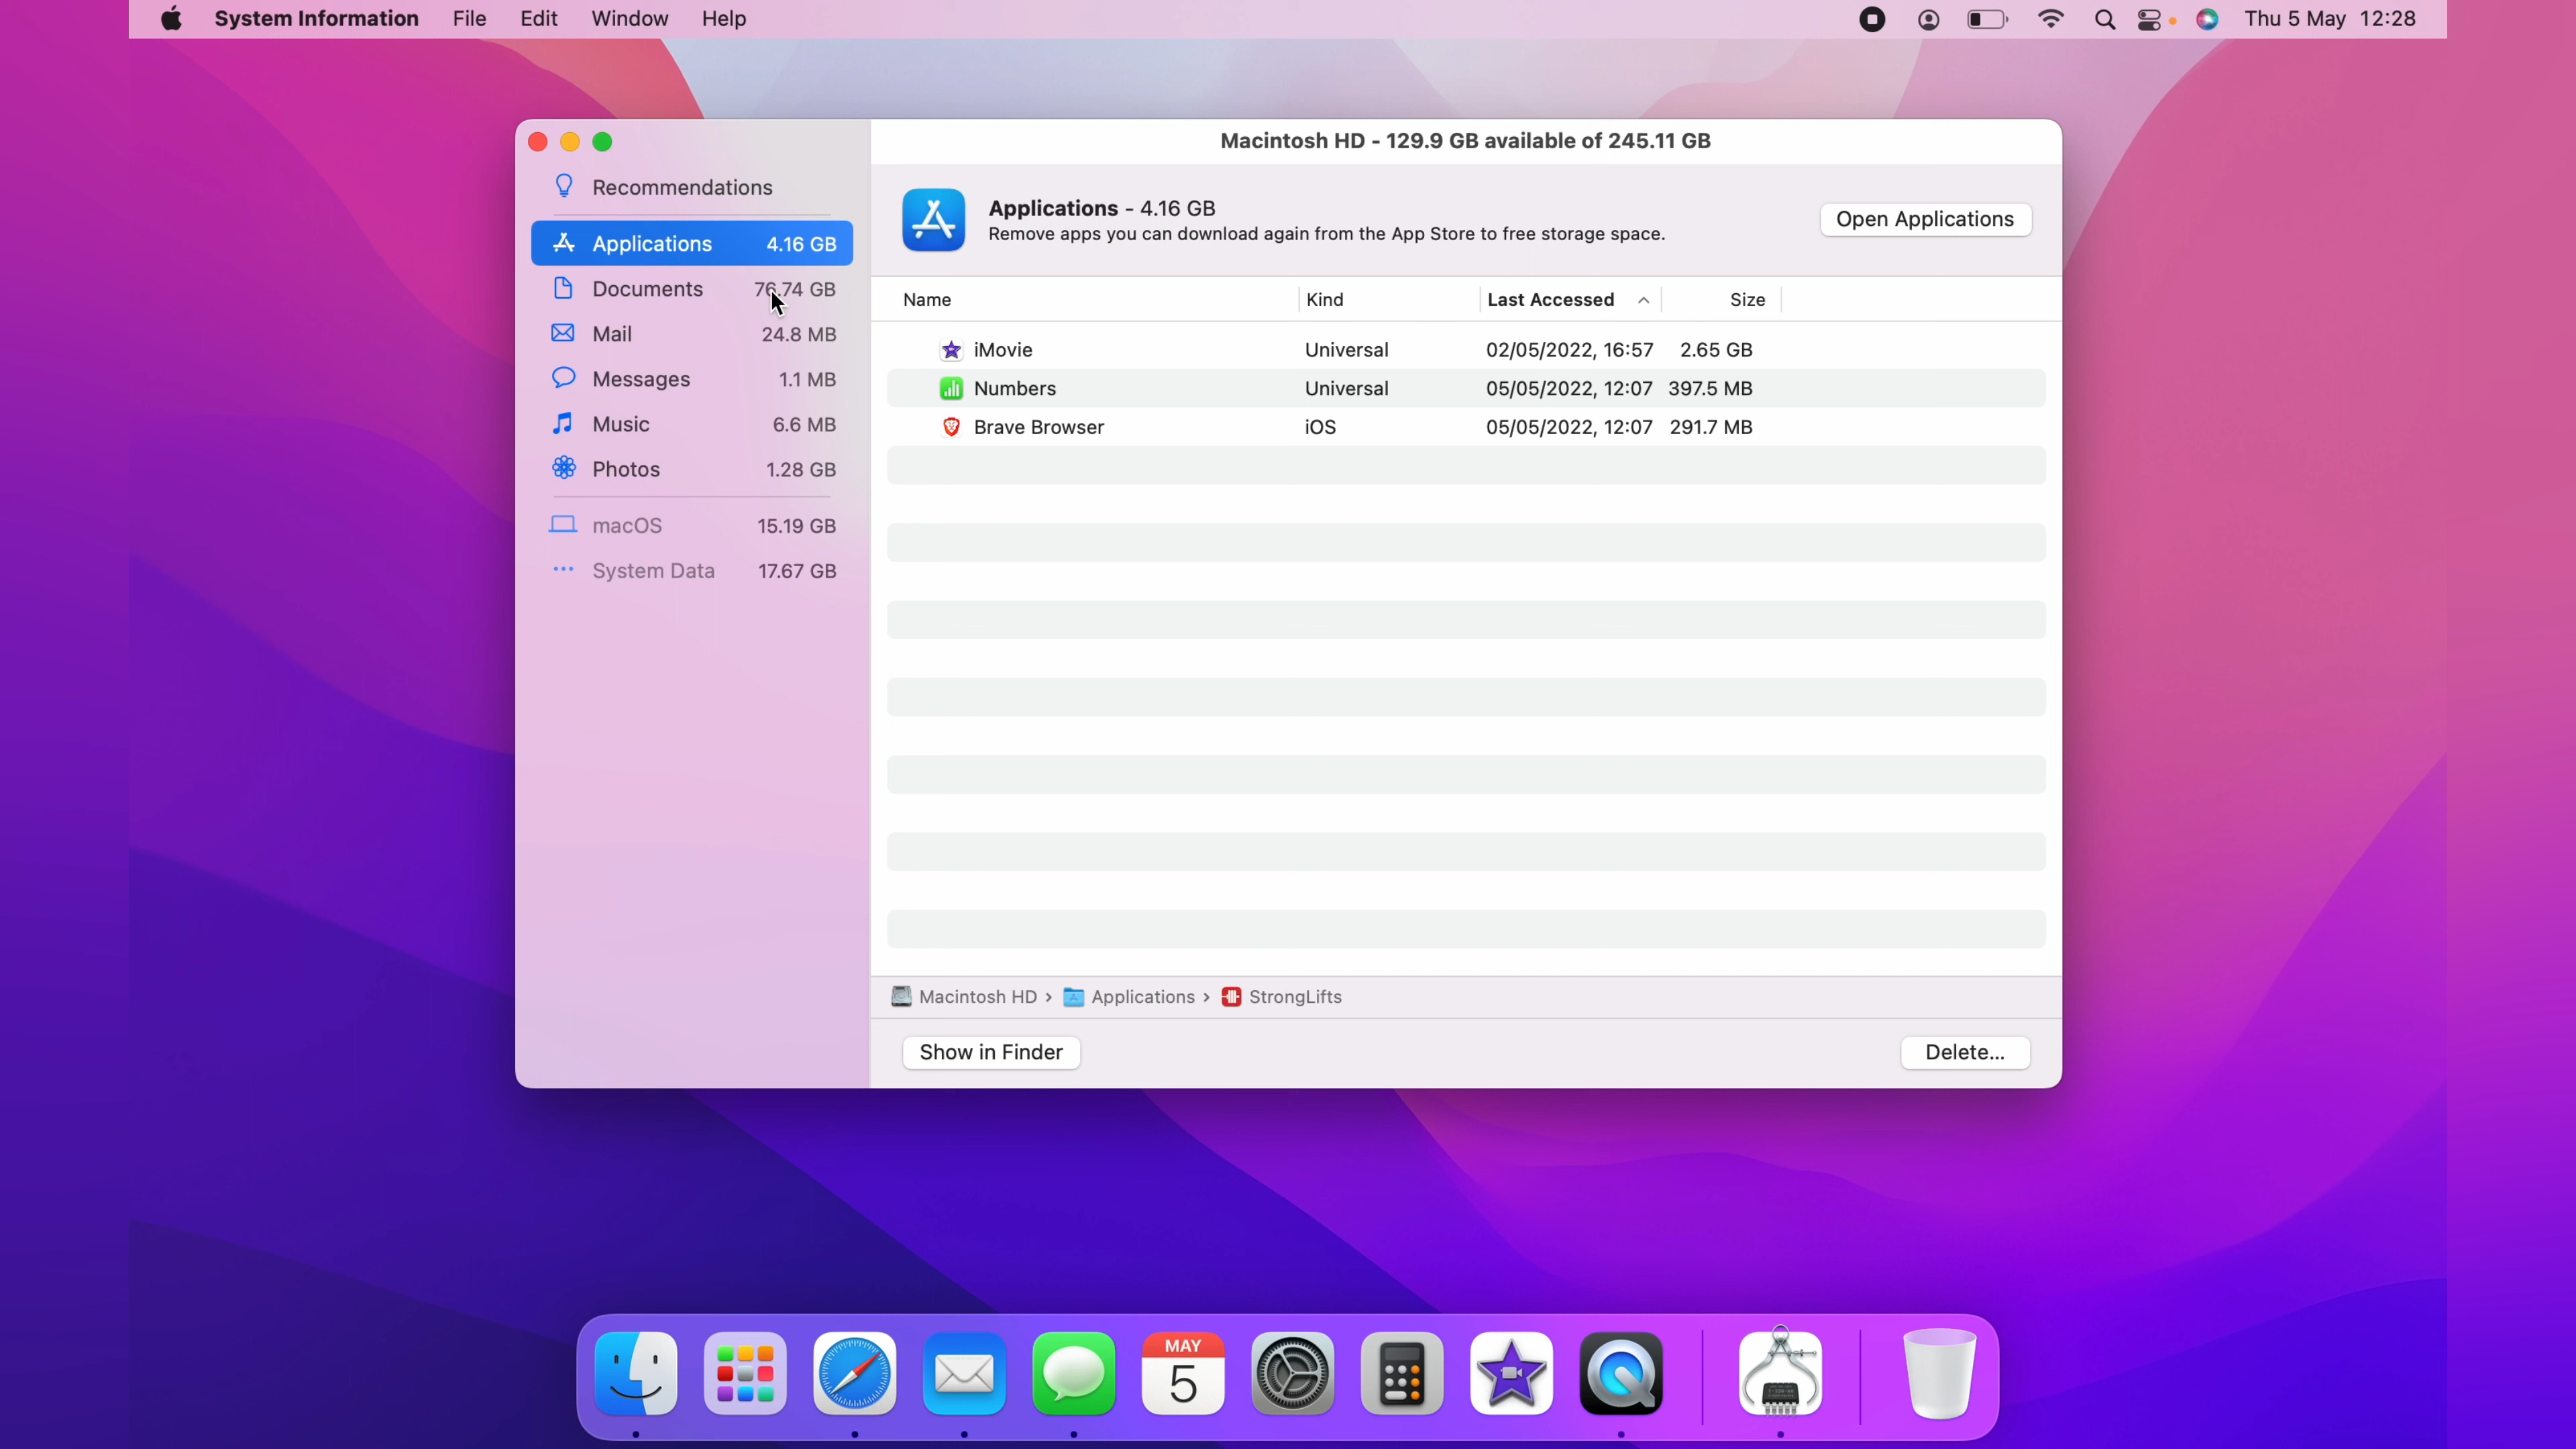 System Information File Edit Window Help Thu 5 May 12:28
Macintosh HD - 129.9 GB available of 245.11 GB
Recommendations
Applications 4.16 GB
Documents 76.74 GB
Mail 24.8 MB
Messages 1.1 MB
Music 6.6 MB
Photos 1.28 GB
macOS 15.19 GB
System Data 17.67 GB
Applications - 4.16 GB
Remove apps you can download again from the App Store to free storage space.
Open Applications
Name Kind Last Accessed Size
iMovie Universal 02/05/2022, 16:57 2.65 GB
Numbers Universal 05/05/2022, 12:07 397.5 MB
Brave Browser iOS 05/05/2022, 12:07 291.7 MB
Macintosh HD › Applications › StrongLifts
Show in Finder Delete...
MAY
5